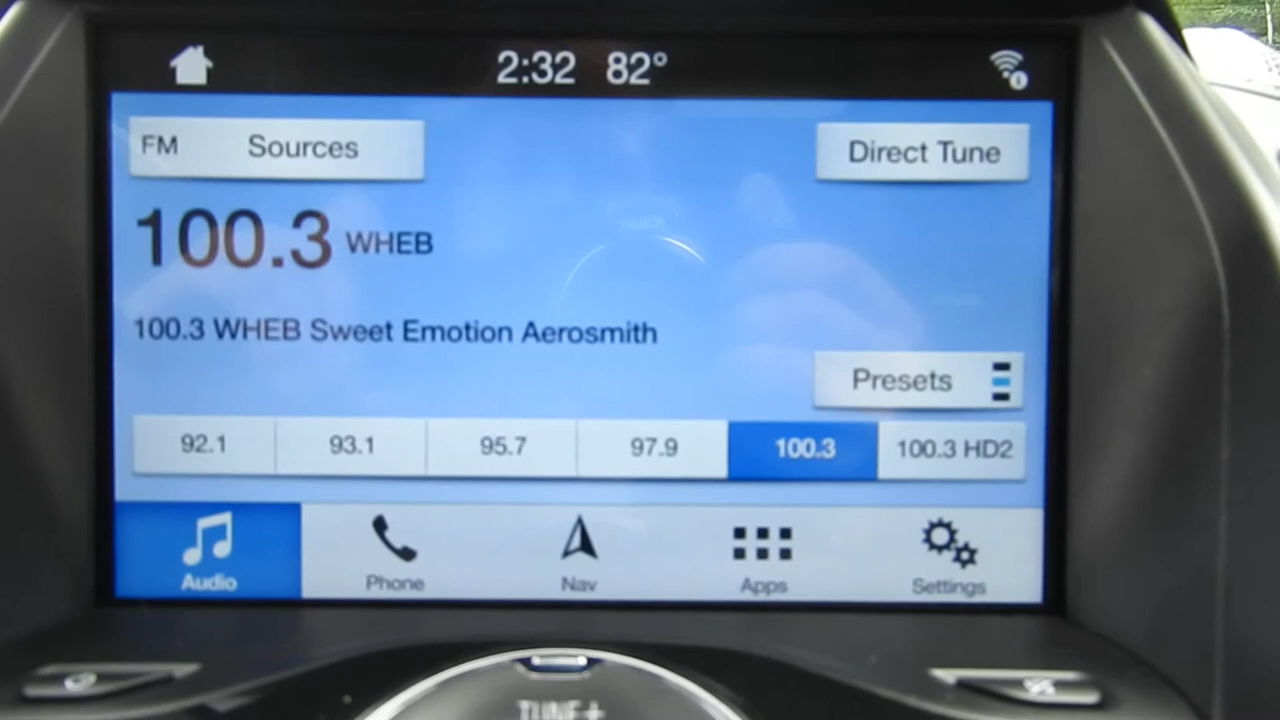 2:32 82°
FM Sources
Direct Tune
100.3 WHEB
100.3 WHEB Sweet Emotion Aerosmith
Presets
92.1 93.1 95.7 97.9 100.3 100.3 HD2
Audio Phone Nav Apps Settings
TUNE+